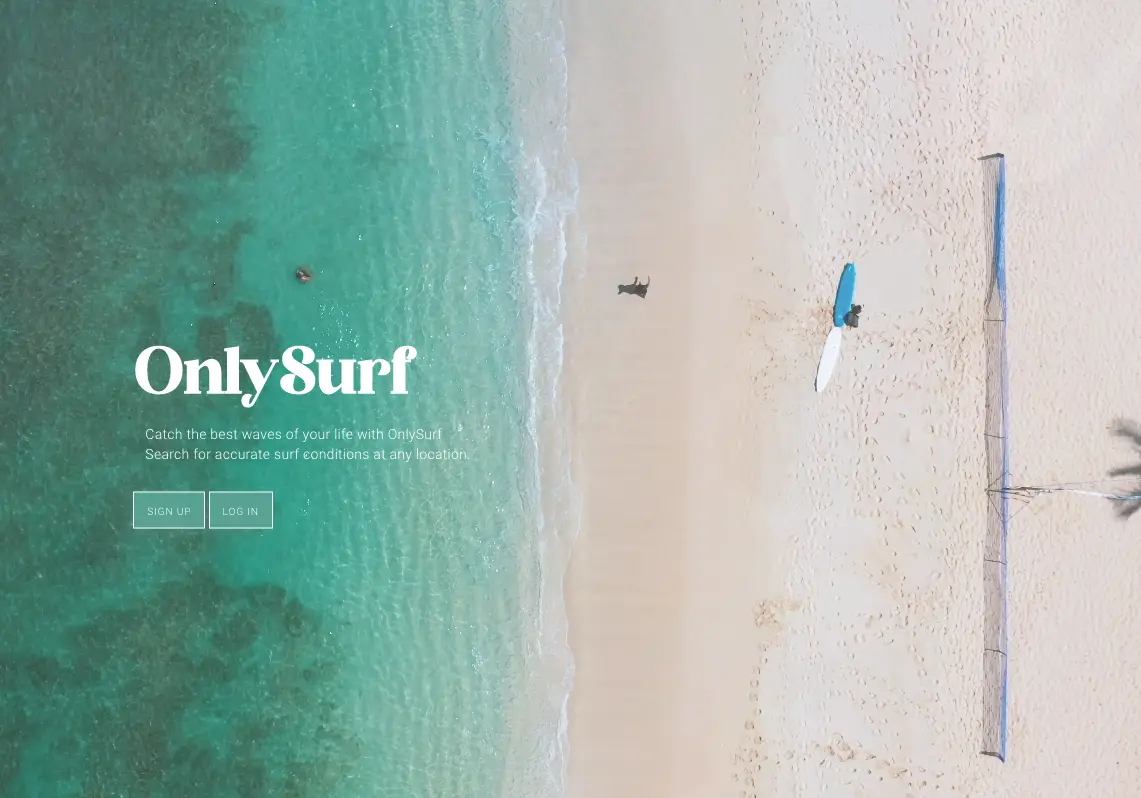 OnlySurf
Catch the best waves of your life with OnlySurf
Search for accurate surf conditions at any location.
SIGN UP LOG IN